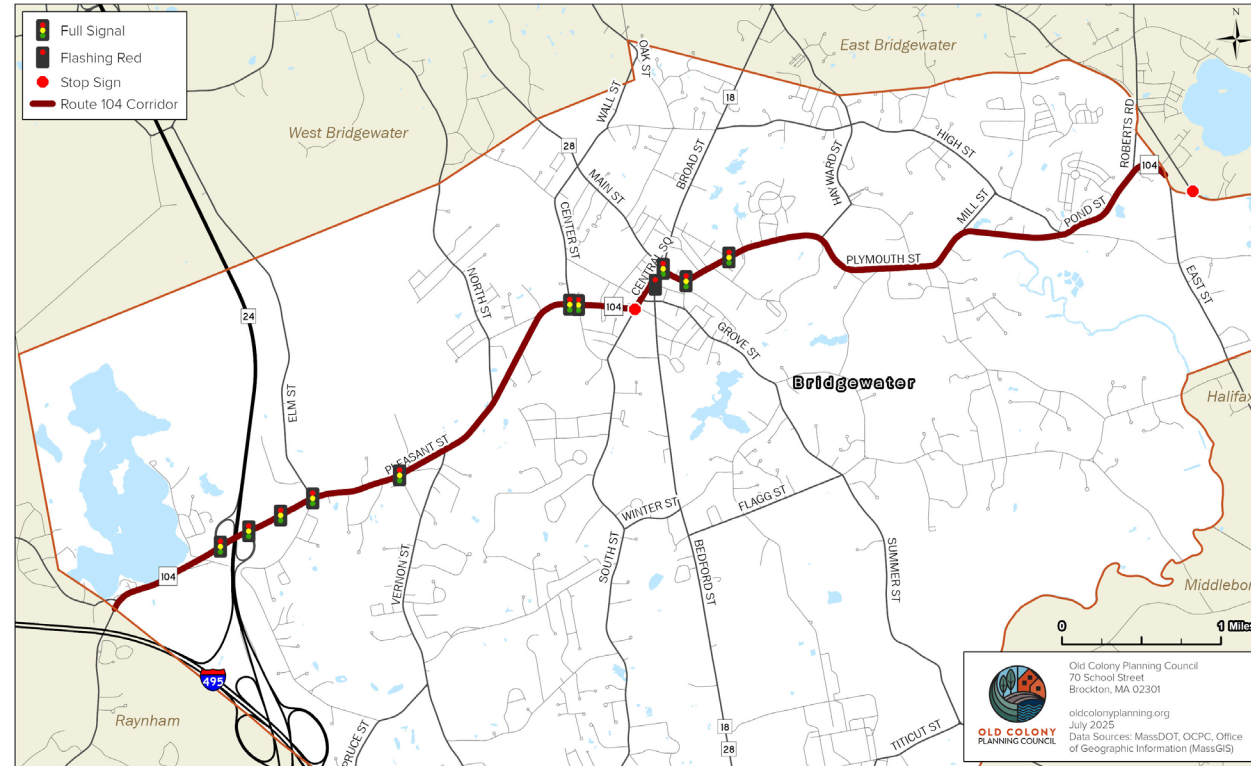 Full Signal
Flashing Red
Stop Sign
Route 104 Corridor
N
OAK ST
East Bridgewater
18
WALL ST
West Bridgewater
28
MAIN ST
BROAD ST
HAYWARD ST
HIGH ST
ROBERTS RD
104
CENTER ST
MILL ST
POND ST
NORTH ST
CENTRAL SQ
PLYMOUTH ST
EAST ST
24
104
GROVE ST
ELM ST
Bridgewater
Halifax
PLEASANT ST
WINTER ST
FLAGG ST
SOUTH ST
BEDFORD ST
SUMMER ST
VERNON ST
104
Middlebor
0 1 Miles
495
Raynham
SPRUCE ST
18
28
TITICUT ST
OLD COLONY
PLANNING COUNCIL
Old Colony Planning Council
70 School Street
Brockton, MA 02301
oldcolonyplanning.org
July 2025
Data Sources: MassDOT, OCPC, Office
of Geographic Information (MassGIS)